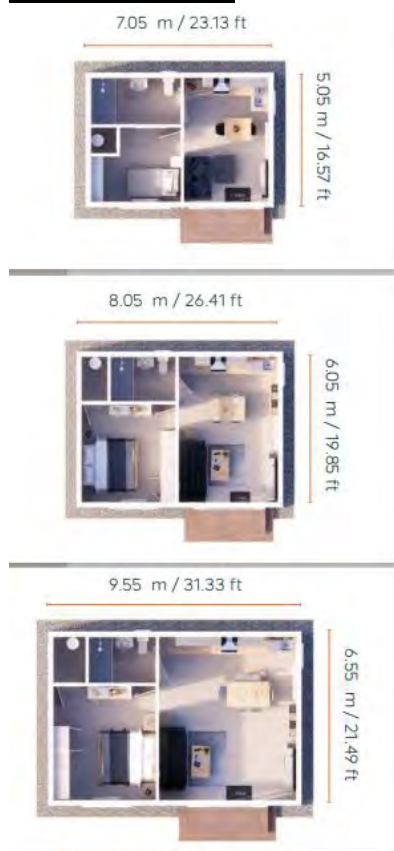 7.05 m / 23.13 ft
5.05 m / 16.57 ft
8.05 m / 26.41 ft
6.05 m / 19.85 ft
9.55 m / 31.33 ft
6.55 m / 21.49 ft